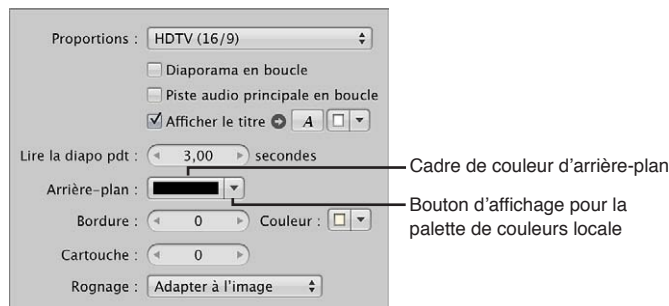 Proportions : HDTV (16/9)
Diaporama en boucle
Piste audio principale en boucle
Afficher le titre A
Lire la diapo pdt : 3,00 secondes
Cadre de couleur d'arrière-plan
Arrière-plan :
Bouton d'affichage pour la
palette de couleurs locale
Bordure : 0 Couleur :
Cartouche : 0
Rognage : Adapter à l'image